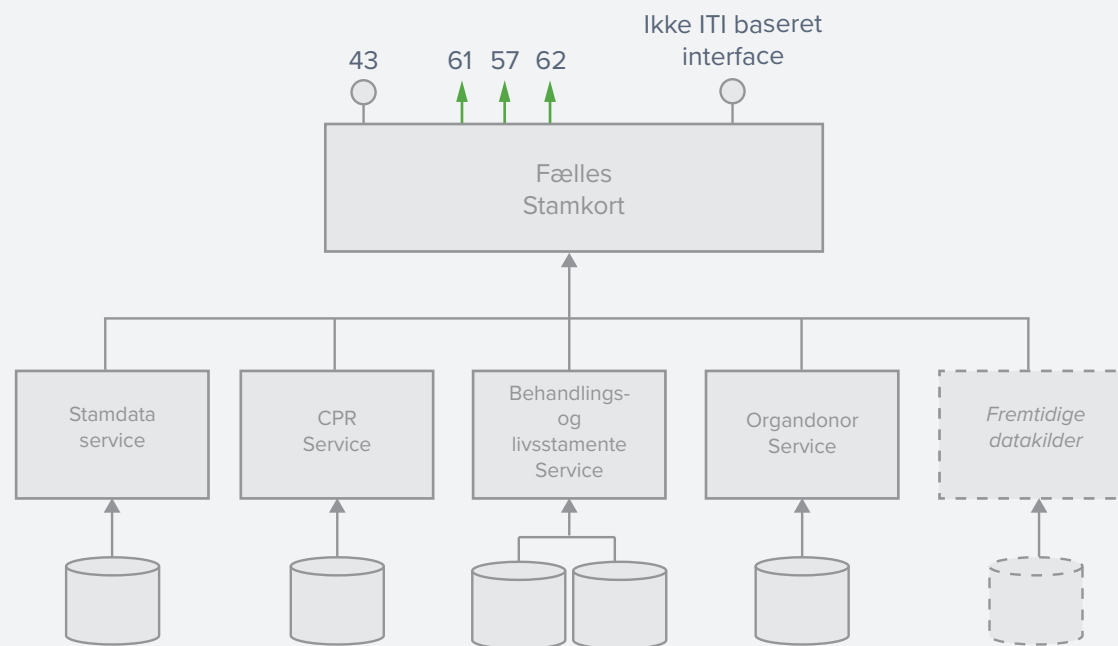 Ikke ITI baseret
interface
43
61
57
62
Fælles
Stamkort
Stamdata
service
CPR
Service
Behandlings-
og
livsstamente
Service
Organdonor
Service
Fremtidige
datakilder